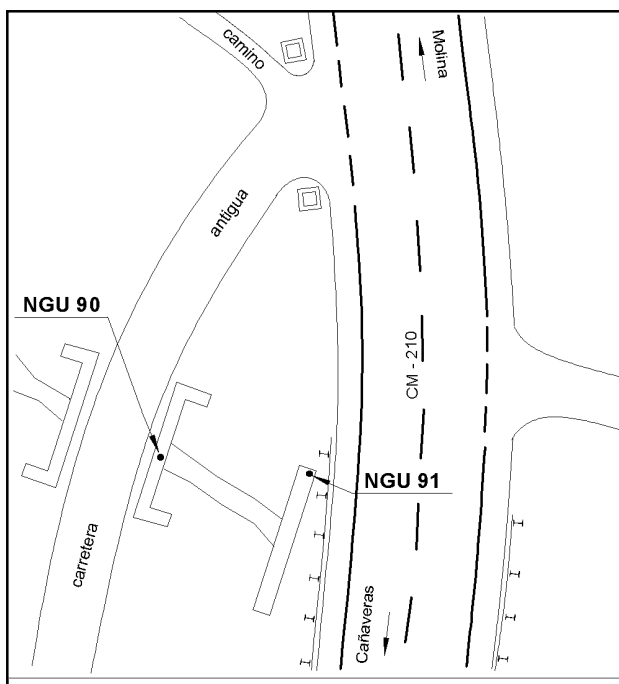 camino
Molina
antigua
NGU 90
CM - 210
NGU 91
carretera
Cañaveras